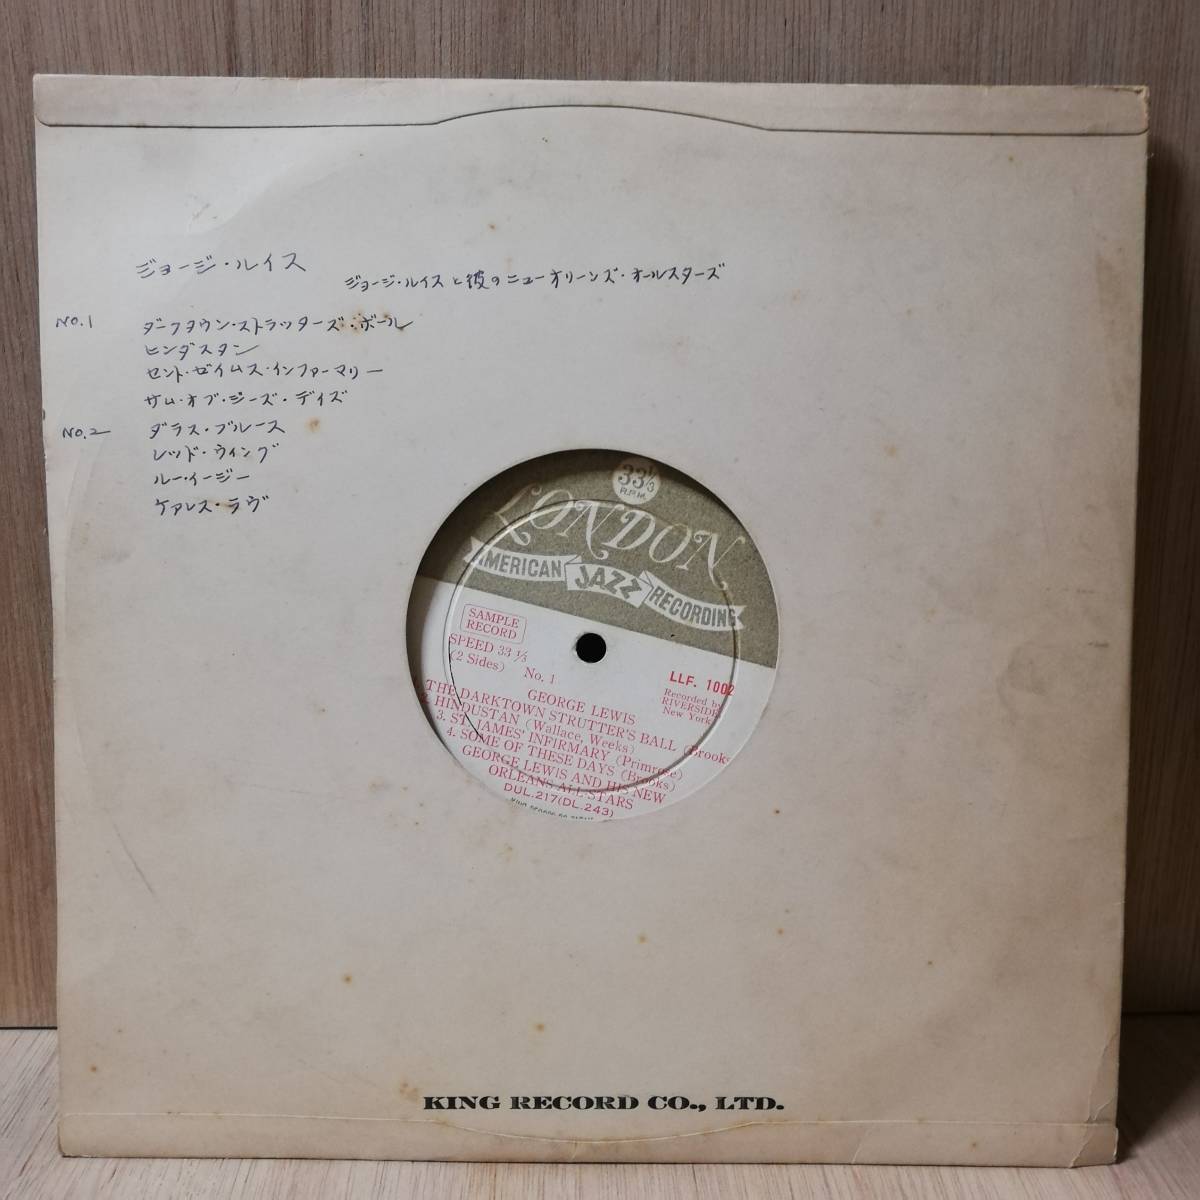 ジョージ・ルイス
ジョージ・ルイスと彼のニューオリーンズ・オールスターズ
NO.1 ダークタウン・ストラッターズ・ボール
ヒンダスタン
セント・ゼイムス・インファーマリー
サム・オブ・ジーズ・デイズ
NO.2 ダラス・ブルース
レッド・ウィング
ルー・イージー
ケアレス・ラヴ
33⅓
R.P.M.
LONDON
AMERICAN JAZZ RECORDING
SAMPLE
RECORD
SPEED 33 ⅓
(2 Sides) No. 1
LLF. 1002
Recorded by
RIVERSIDE
New York
GEORGE LEWIS
THE DARKTOWN STRUTTER'S BALL (Brooks
2. HINDUSTAN (Wallace, Weeks)
3. ST. JAMES' INFIRMARY (Primrose)
4. SOME OF THESE DAYS (Brooks)
GEORGE LEWIS AND HIS NEW
ORLEANS ALL-STARS
DUL.217(DL.243)
KING RECORD CO., LTD.